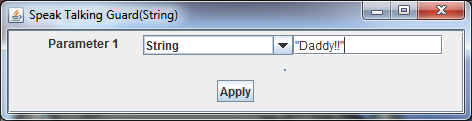 Speak Talking Guard(String)
Parameter 1 String "Daddy!!"
Apply